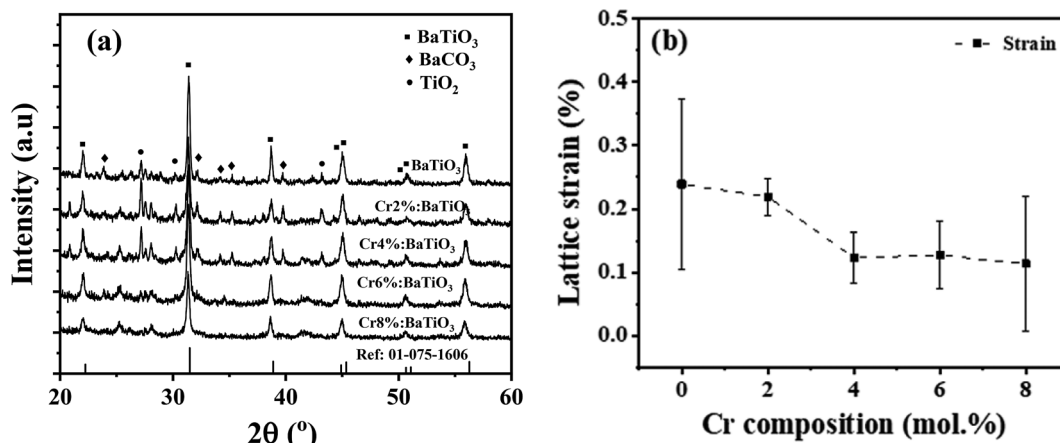 (a)
■ BaTiO3
♦ BaCO3
● TiO2
BaTiO3
Cr2%:BaTiO
Cr4%:BaTiO3
Cr6%:BaTiO3
Cr8%:BaTiO3
Ref: 01-075-1606
Intensity (a.u)
20 30 40 50 60
2θ (°)
(b)
Strain
0.5
0.4
0.3
0.2
0.1
0.0
Lattice strain (%)
0 2 4 6 8
Cr composition (mol.%)